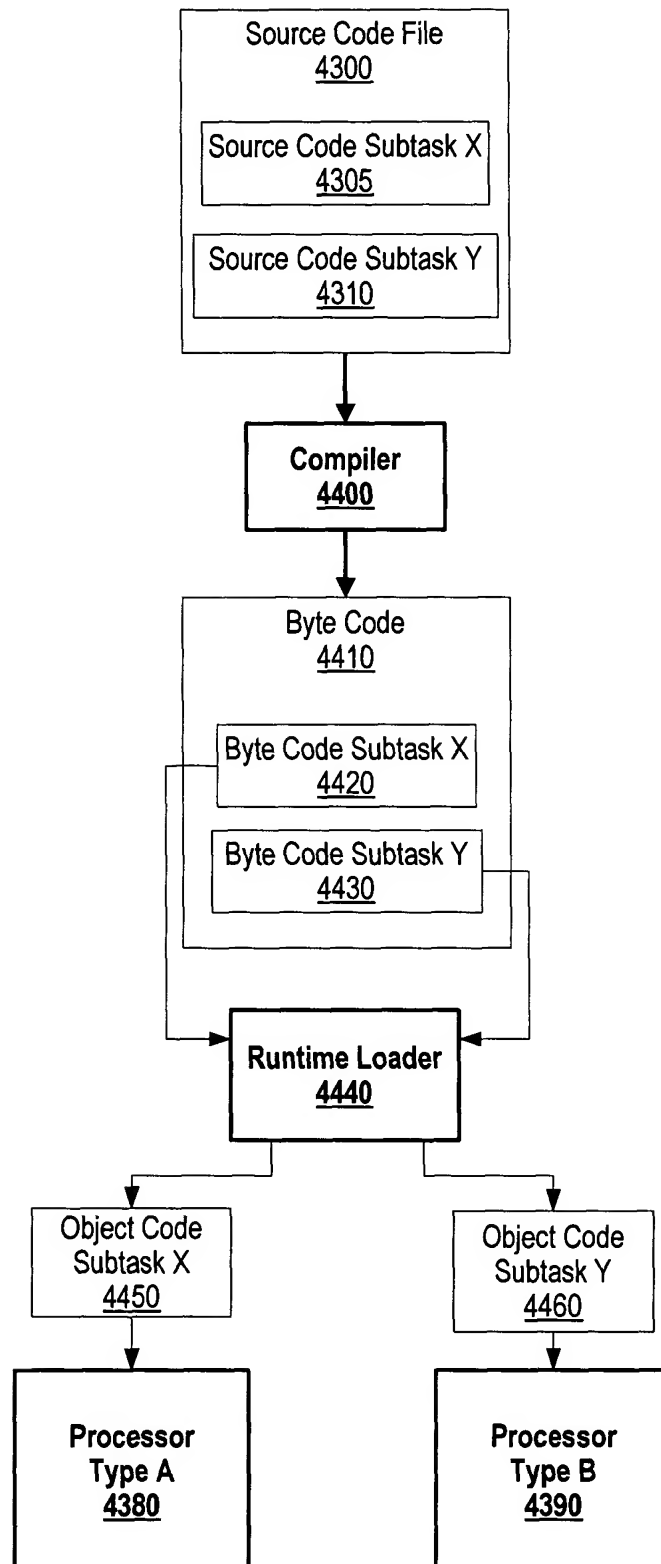 Source Code File
4300
Source Code Subtask X
4305
Source Code Subtask Y
4310
Compiler
4400
Byte Code
4410
Byte Code Subtask X
4420
Byte Code Subtask Y
4430
Runtime Loader
4440
Object Code
Subtask X
4450
Object Code
Subtask Y
4460
Processor
Type A
4380
Processor
Type B
4390